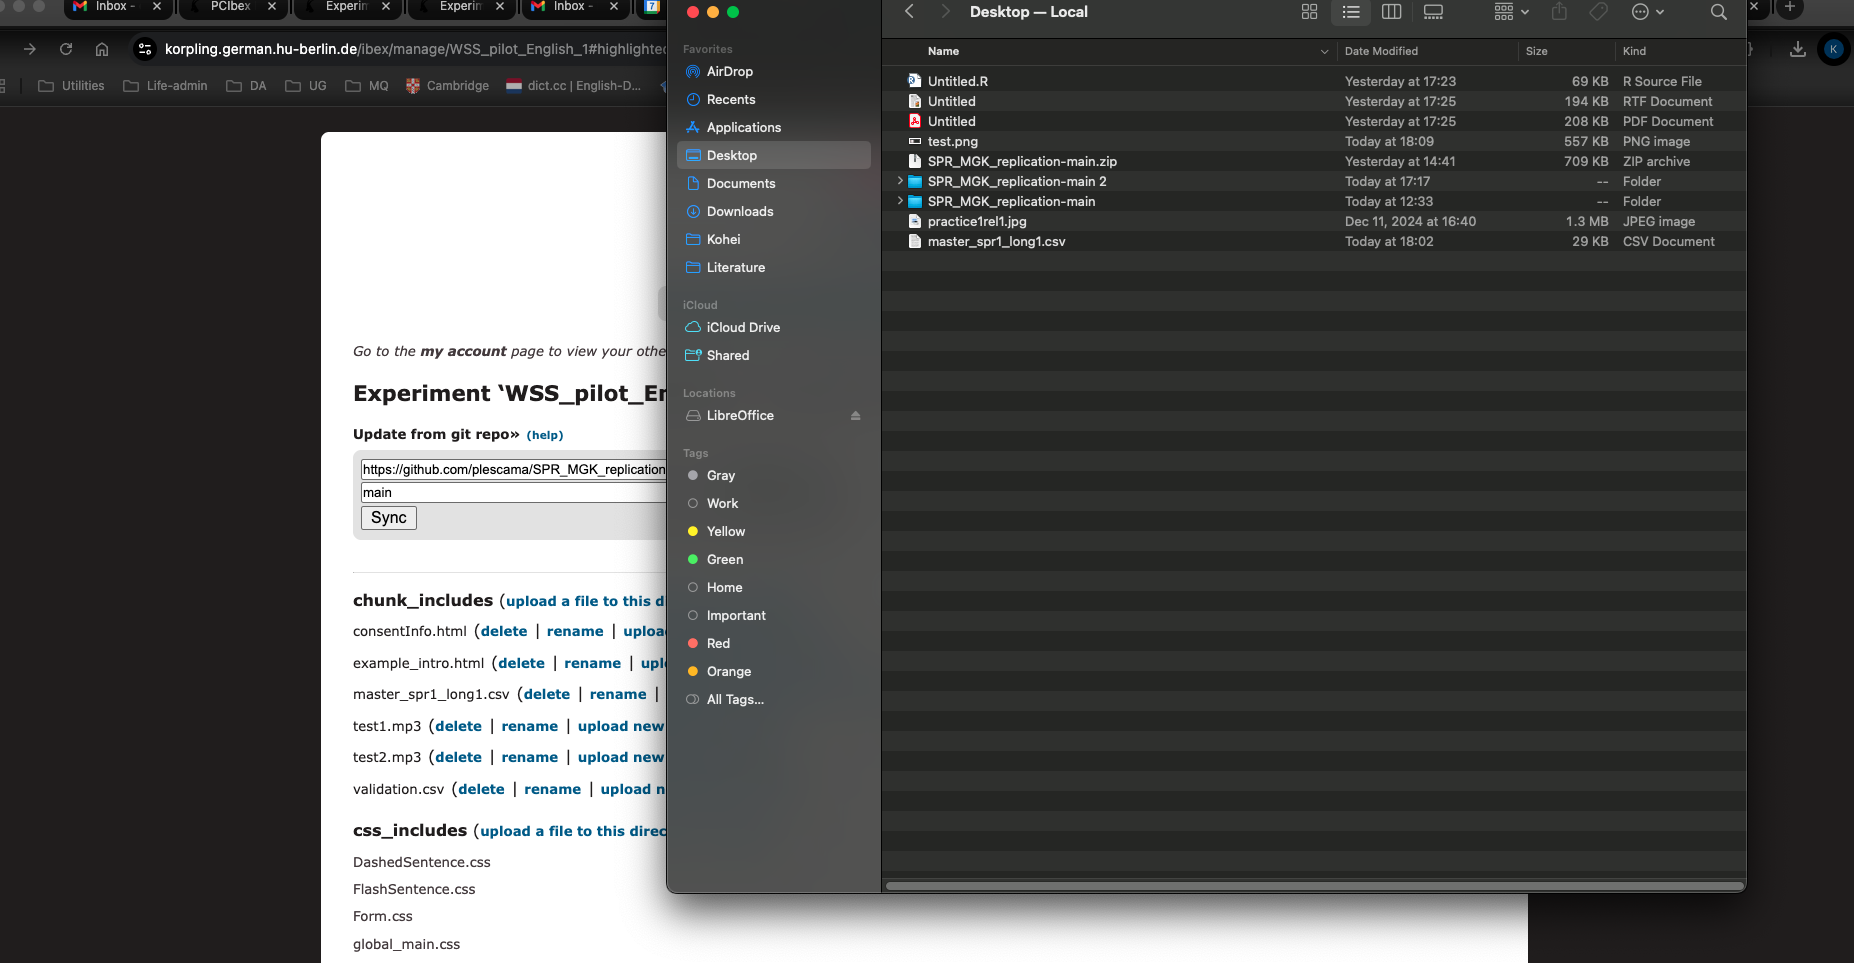 Inbox -
PCIbex
Experin
Experin
Inbox -
korpling.german.hu-berlin.de/ibex/manage/WSS_pilot_English_1#highlighted
K
Utilities
Life-admin
DA
UG
MQ
Cambridge
dict.cc | English-D...
Go to the my account page to view your othe
Experiment ‘WSS_pilot_En
Update from git repo» (help)
https://github.com/plescama/SPR_MGK_replication
main
Sync
chunk_includes (upload a file to this d
consentInfo.html (delete | rename | uploa
example_intro.html (delete | rename | upl
master_spr1_long1.csv (delete | rename |
test1.mp3 (delete | rename | upload new
test2.mp3 (delete | rename | upload new
validation.csv (delete | rename | upload n
css_includes (upload a file to this direc
DashedSentence.css
FlashSentence.css
Form.css
global_main.css
Favorites
AirDrop
Recents
Applications
Desktop
Documents
Downloads
Kohei
Literature
iCloud
iCloud Drive
Shared
Locations
LibreOffice
Tags
Gray
Work
Yellow
Green
Home
Important
Red
Orange
All Tags...
Desktop — Local
Name Date Modified Size Kind
Untitled.R Yesterday at 17:23 69 KB R Source File
Untitled Yesterday at 17:25 194 KB RTF Document
Untitled Yesterday at 17:25 208 KB PDF Document
test.png Today at 18:09 557 KB PNG image
SPR_MGK_replication-main.zip Yesterday at 14:41 709 KB ZIP archive
SPR_MGK_replication-main 2 Today at 17:17 -- Folder
SPR_MGK_replication-main Today at 12:33 -- Folder
practice1rel1.jpg Dec 11, 2024 at 16:40 1.3 MB JPEG image
master_spr1_long1.csv Today at 18:02 29 KB CSV Document